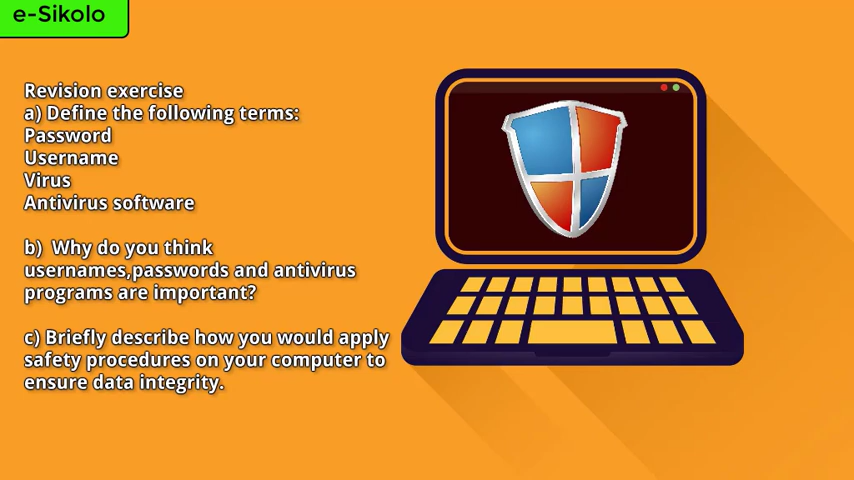 e-Sikolo
Revision exercise
a) Define the following terms:
Password
Username
Virus
Antivirus software
b)  Why do you think
usernames,passwords and antivirus
programs are important?
c) Briefly describe how you would apply
safety procedures on your computer to
ensure data integrity.